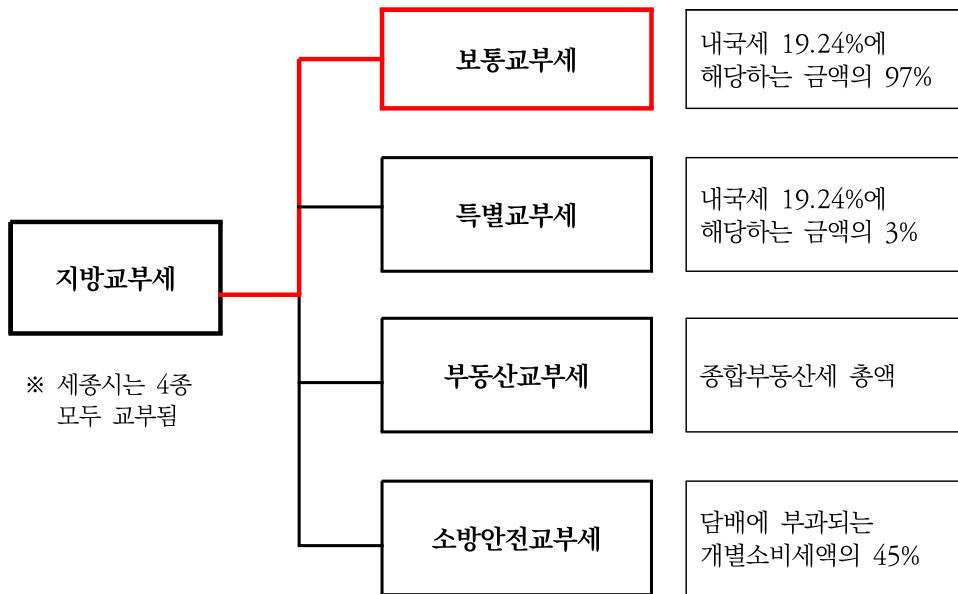 보통교부세
내국세 19.24%에
해당하는 금액의 97%
특별교부세
내국세 19.24%에
해당하는 금액의 3%
지방교부세
※ 세종시는 4종
모두 교부됨
부동산교부세
종합부동산세 총액
소방안전교부세
담배에 부과되는
개별소비세액의 45%